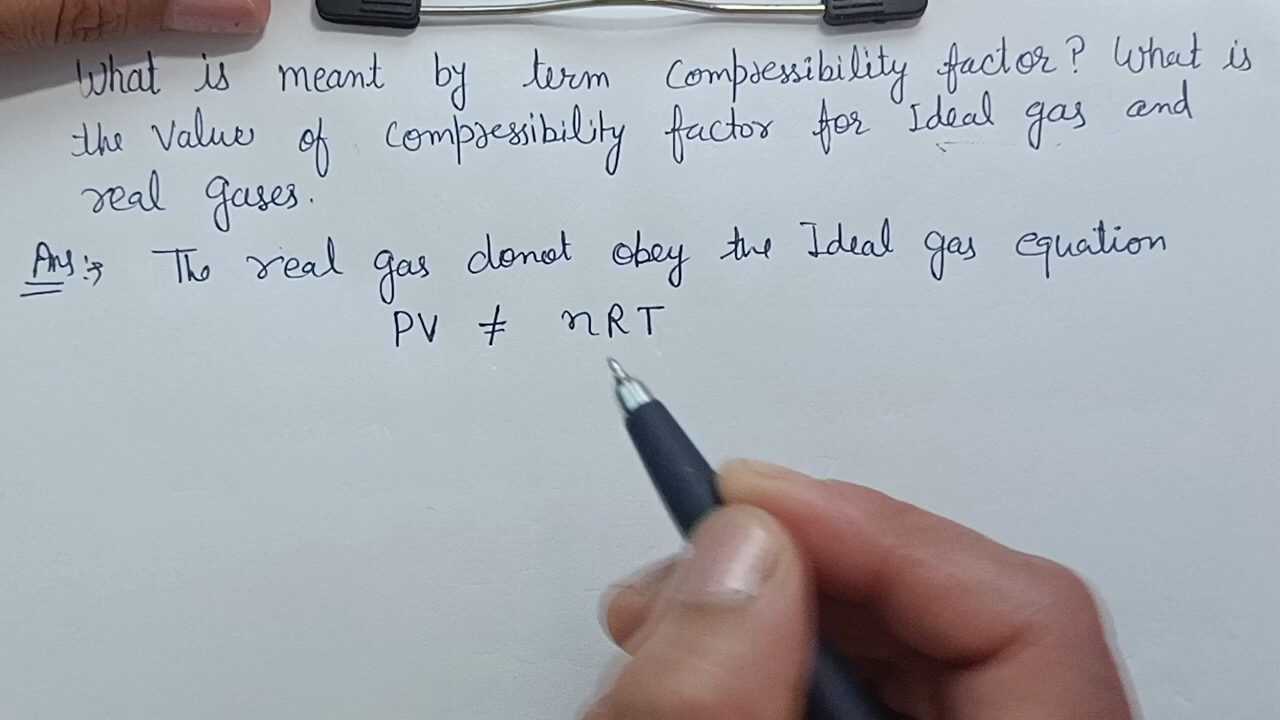 What is meant by term Compressibility factor? What is
the Value of Compressibility factor for Ideal gas and
real gases.
Ans:→ The real gas donot obey the Ideal gas equation
PV ≠ nRT